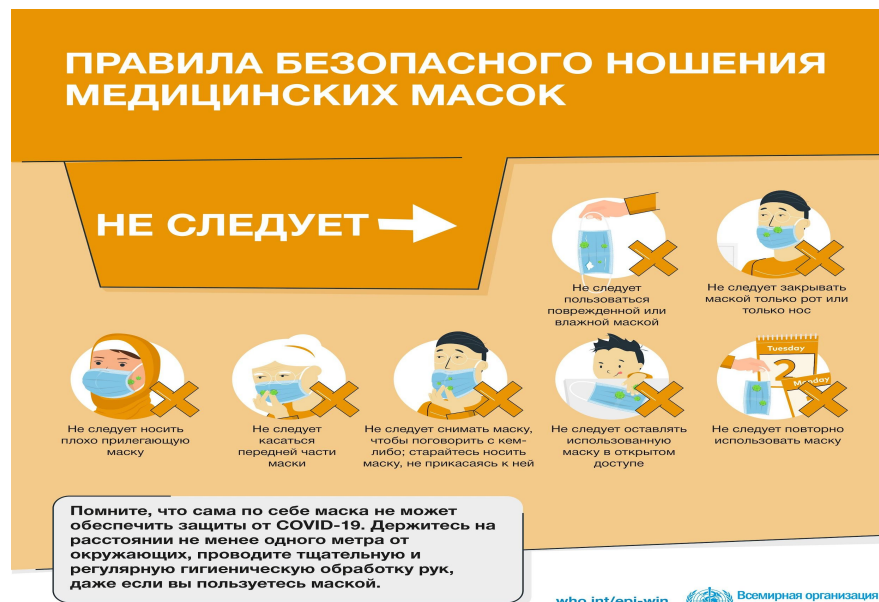 ПРАВИЛА БЕЗОПАСНОГО НОШЕНИЯ
МЕДИЦИНСКИХ МАСОК
НЕ СЛЕДУЕТ
Не следует
пользоваться
поврежденной или
влажной маской
Не следует закрывать
маской только рот или
только нос
Tuesday
2
Monday
Не следует носить
плохо прилегающую
маску
Не следует
касаться
передней части
маски
Не следует снимать маску,
чтобы поговорить с кем-
либо; старайтесь носить
маску, не прикасаясь к ней
Не следует оставлять
использованную
маску в открытом
доступе
Не следует повторно
использовать маску
Помните, что сама по себе маска не может
обеспечить защиты от COVID-19. Держитесь на
расстоянии не менее одного метра от
окружающих, проводите тщательную и
регулярную гигиеническую обработку рук,
даже если вы пользуетесь маской.
who.int/epi-win
Всемирная организация